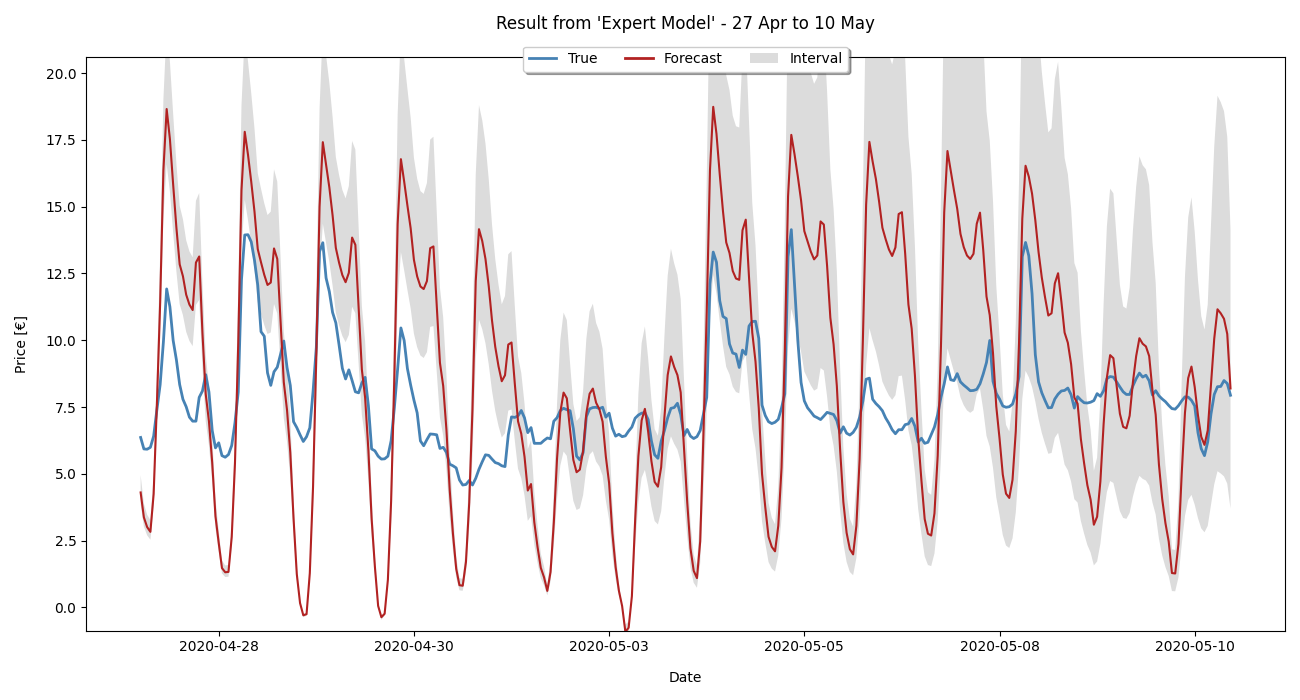 Result from 'Expert Model' - 27 Apr to 10 May
True Forecast Interval
20.0
17.5
15.0
12.5
10.0
7.5
5.0
2.5
0.0
Price [€]
2020-04-28 2020-04-30 2020-05-03 2020-05-05 2020-05-08 2020-05-10
Date